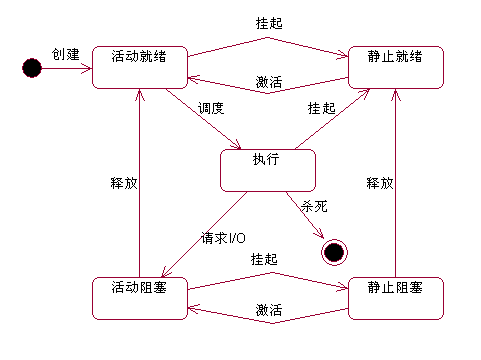 挂起
创建
活动就绪
静止就绪
激活
调度
挂起
执行
释放
释放
杀死
请求I/O
挂起
活动阻塞
静止阻塞
激活